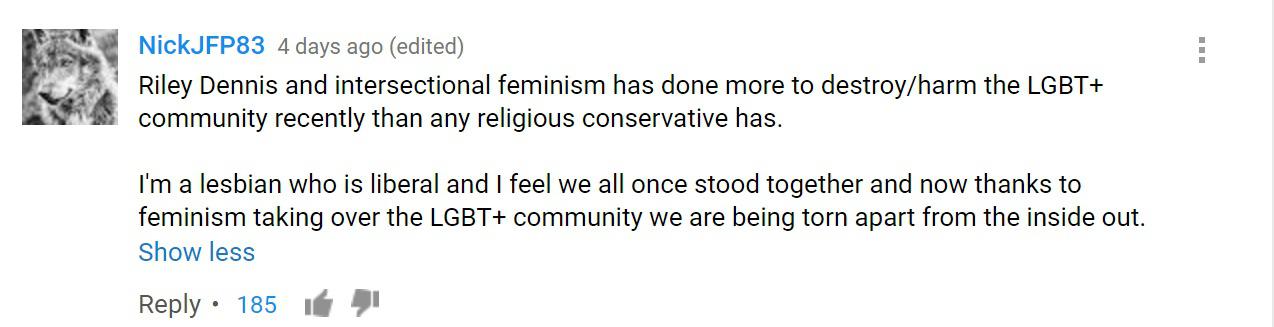 NickJFP83 4 days ago (edited)
Riley Dennis and intersectional feminism has done more to destroy/harm the LGBT+
community recently than any religious conservative has.
I'm a lesbian who is liberal and I feel we all once stood together and now thanks to
feminism taking over the LGBT+ community we are being torn apart from the inside out.
Show less
Reply • 185